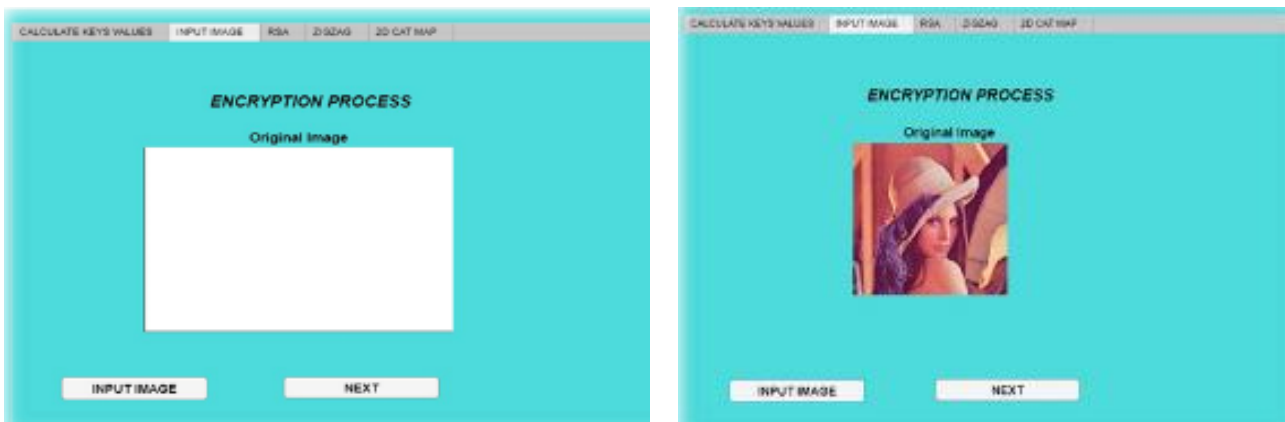 CALCULATE KEYS VALUES INPUT IMAGE RSA ZIGZAG 2D CAT MAP
ENCRYPTION PROCESS
Original Image
INPUT IMAGE NEXT
CALCULATE KEYS VALUES INPUT IMAGE RSA ZIGZAG 2D CAT MAP
ENCRYPTION PROCESS
Original Image
INPUT IMAGE NEXT